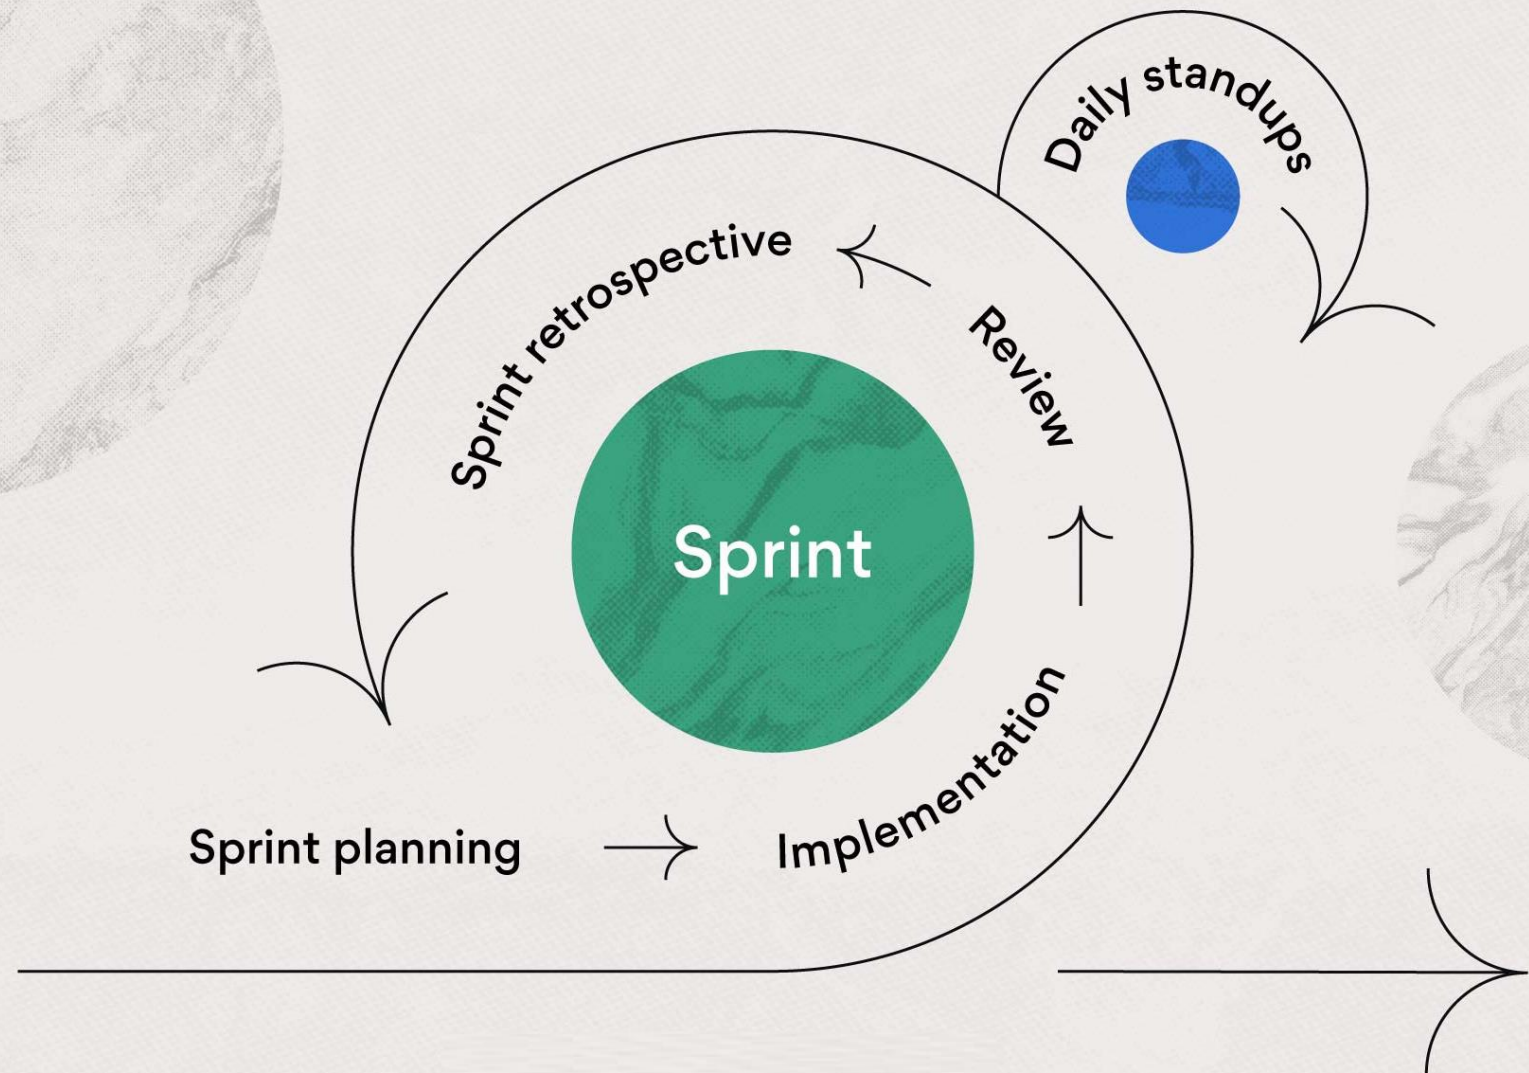 Daily standups
Sprint retrospective
Review
Sprint
Implementation
Sprint planning